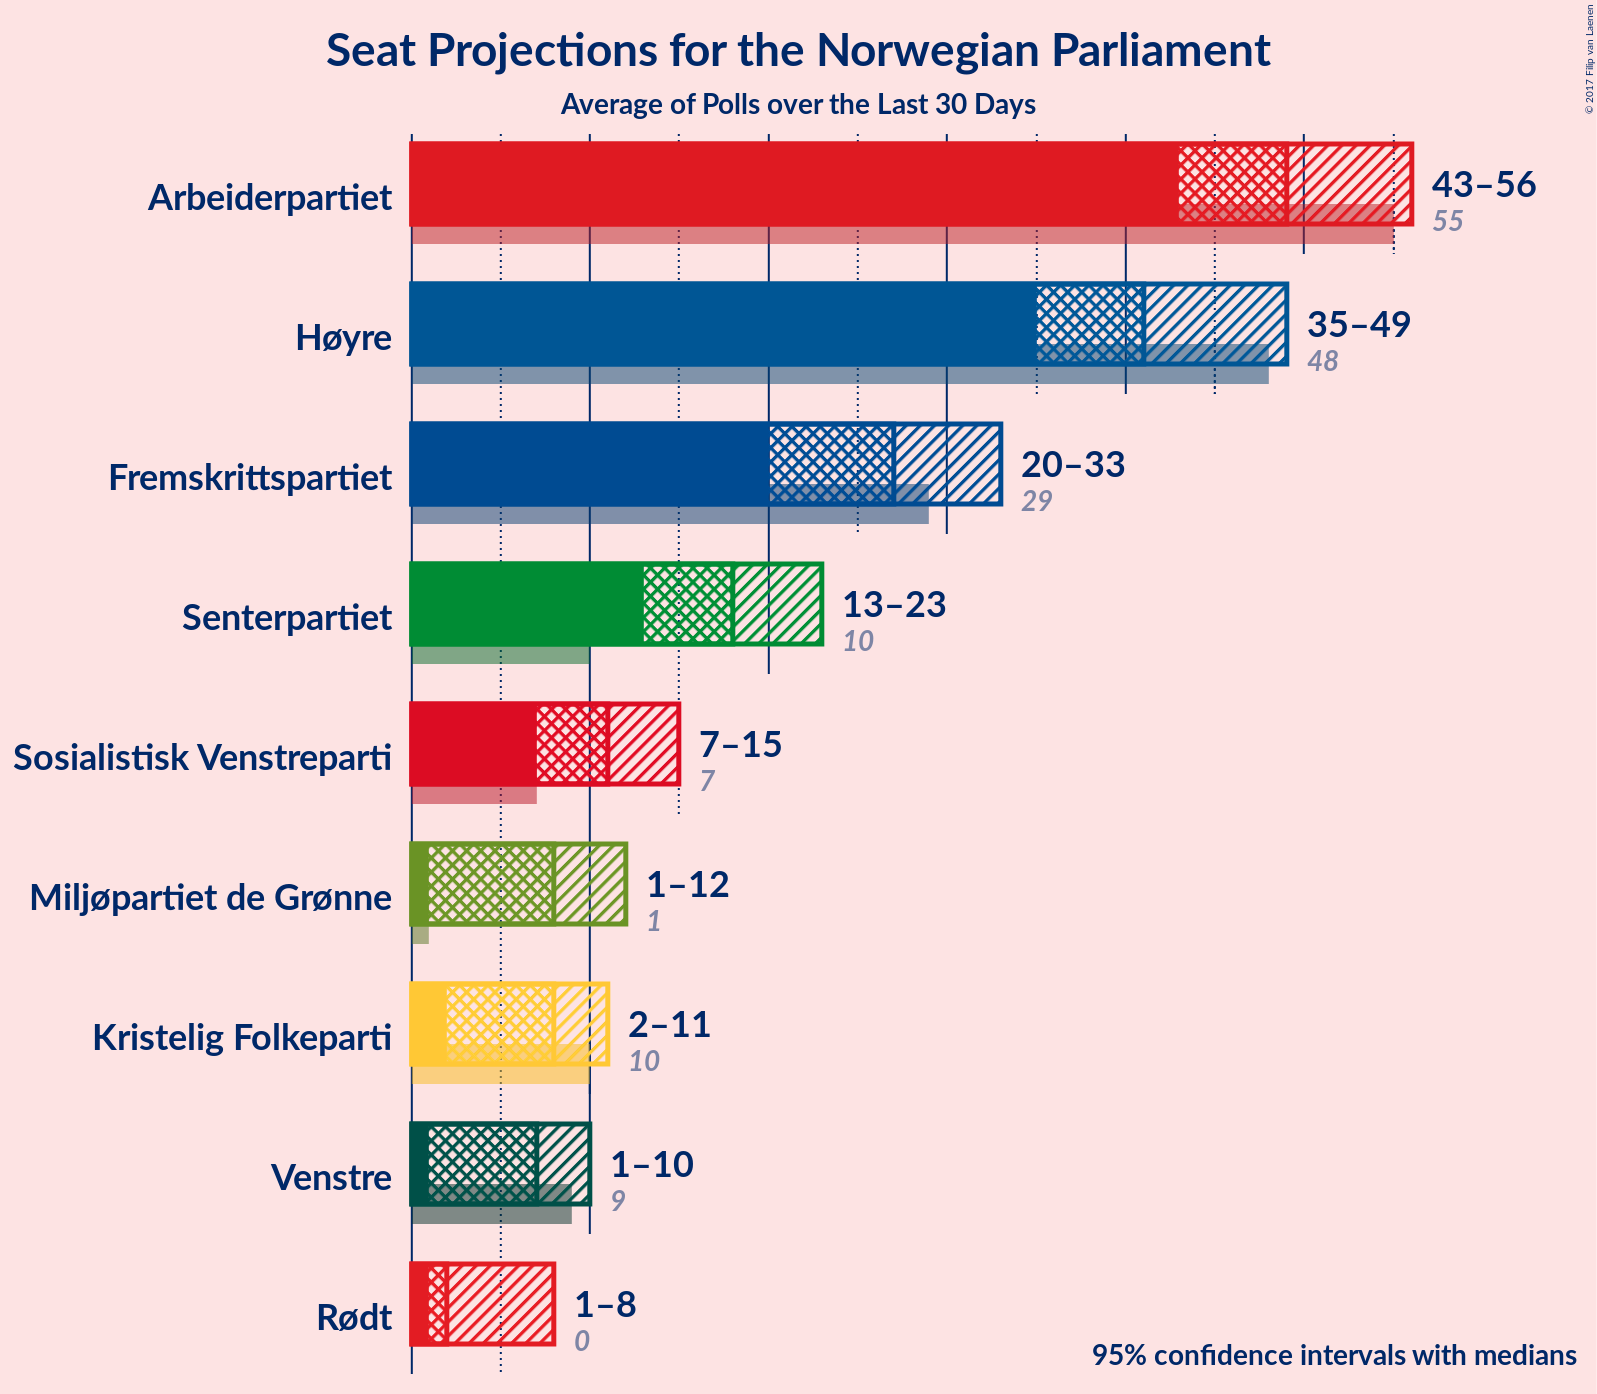 Seat Projections for the Norwegian Parliament
Average of Polls over the Last 30 Days
© 2017 Filip van Laenen
Arbeiderpartiet
43–56
55
Høyre
35–49
48
Fremskrittspartiet
20–33
29
Senterpartiet
13–23
10
Sosialistisk Venstreparti
7–15
7
Miljøpartiet de Grønne
1–12
1
Kristelig Folkeparti
2–11
10
Venstre
1–10
9
Rødt
1–8
0
95% confidence intervals with medians